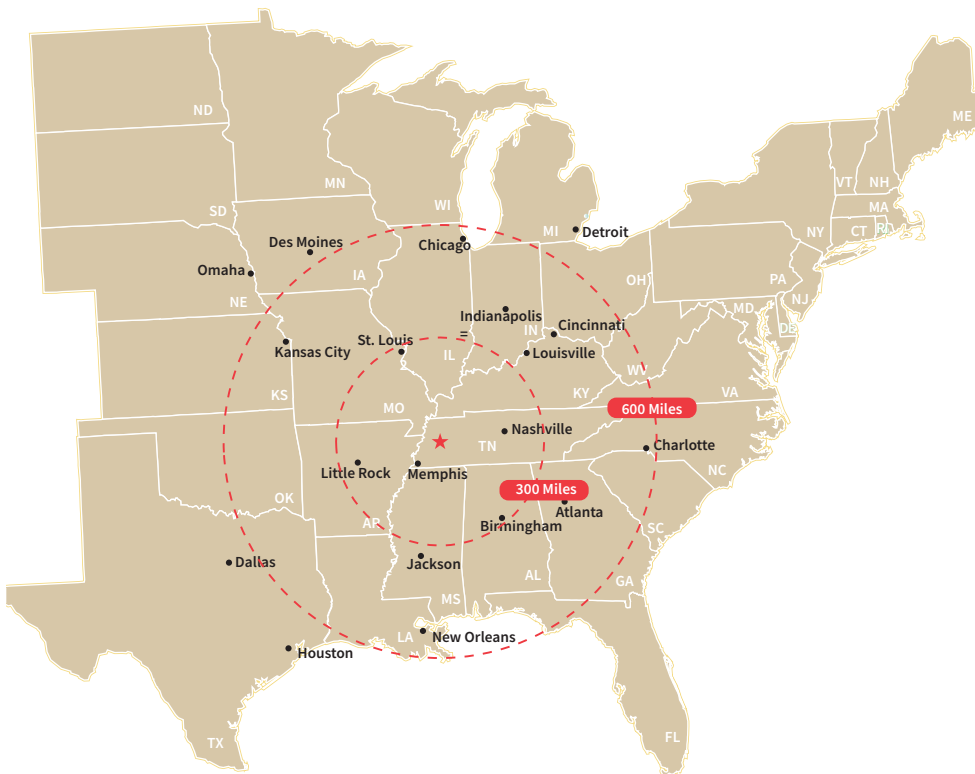 ME
ND
VT
NH
MN
WI
SD
MA
NY
CT
RI
MI
Detroit
Des Moines
Chicago
Omaha
IA
OH
PA
NE
NJ
MD
Indianapolis
IN
Cincinnati
DE
=
St. Louis
Kansas City
IL
Louisville
WV
KS
KY
VA
MO
600 Miles
Nashville
TN
Charlotte
Little Rock
Memphis
NC
300 Miles
OK
Atlanta
AR
Birmingham
SC
Dallas
Jackson
AL
GA
MS
LA
New Orleans
Houston
TX
FL